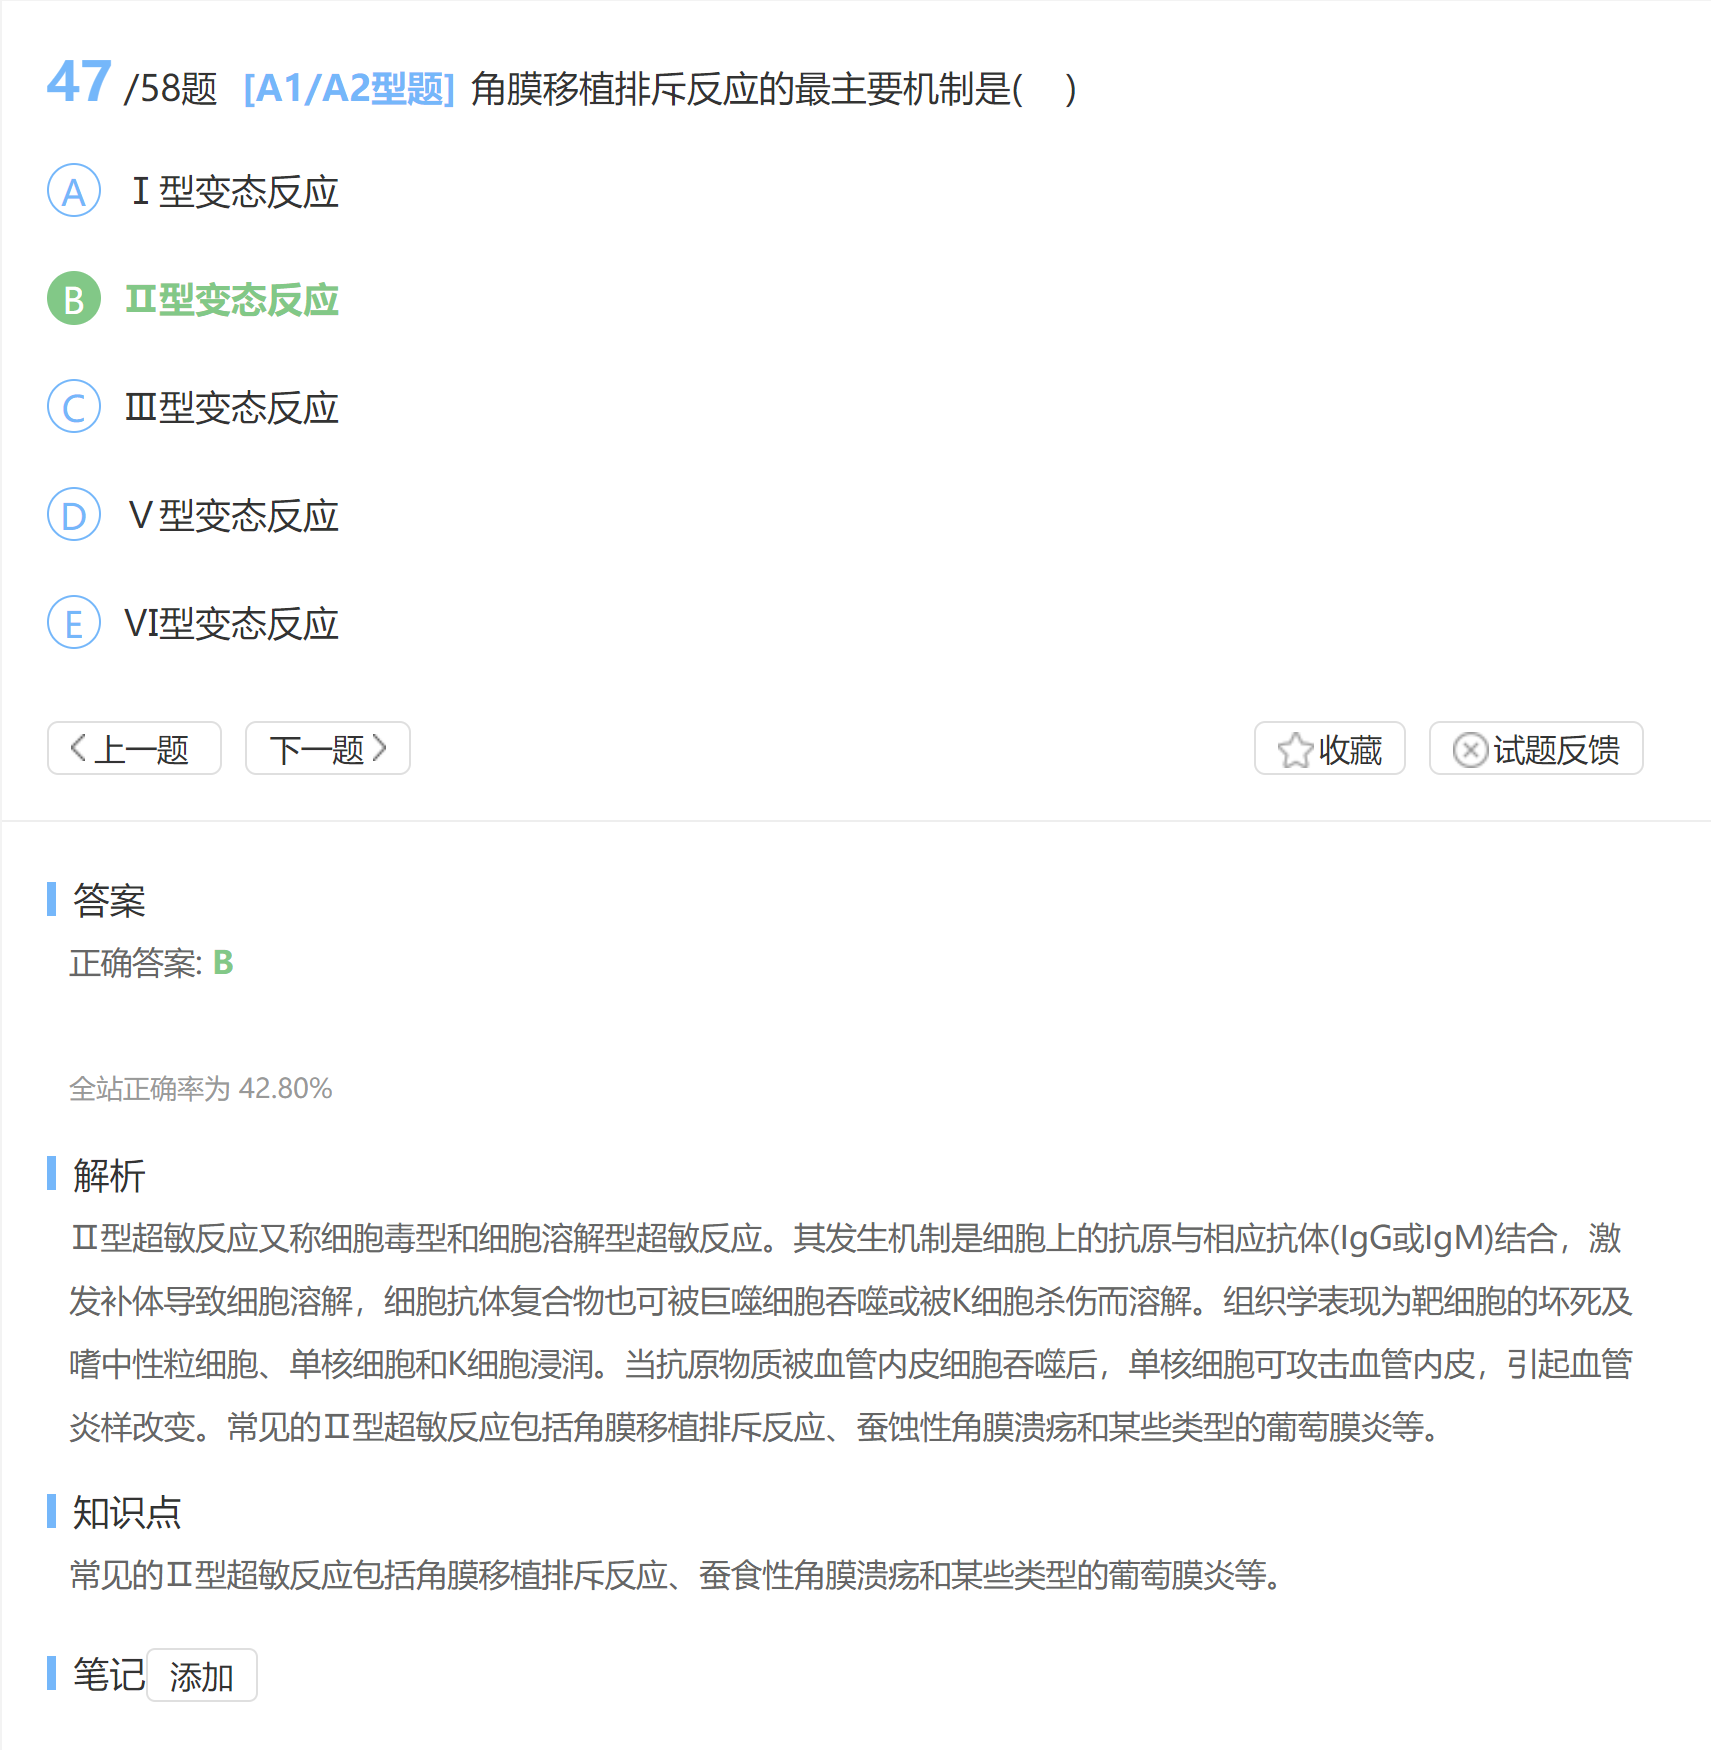 47 /58题 [A1/A2型题] 角膜移植排斥反应的最主要机制是( )
A Ⅰ型变态反应
B Ⅱ型变态反应
C Ⅲ型变态反应
D Ⅴ型变态反应
E Ⅵ型变态反应
上一题 下一题 收藏 试题反馈
答案
正确答案: B
全站正确率为 42.80%
解析
Ⅱ型超敏反应又称细胞毒型和细胞溶解型超敏反应。其发生机制是细胞上的抗原与相应抗体(IgG或IgM)结合，激
发补体导致细胞溶解，细胞抗体复合物也可被巨噬细胞吞噬或被K细胞杀伤而溶解。组织学表现为靶细胞的坏死及
嗜中性粒细胞、单核细胞和K细胞浸润。当抗原物质被血管内皮细胞吞噬后，单核细胞可攻击血管内皮，引起血管
炎样改变。常见的Ⅱ型超敏反应包括角膜移植排斥反应、蚕蚀性角膜溃疡和某些类型的葡萄膜炎等。
知识点
常见的Ⅱ型超敏反应包括角膜移植排斥反应、蚕食性角膜溃疡和某些类型的葡萄膜炎等。
笔记 添加